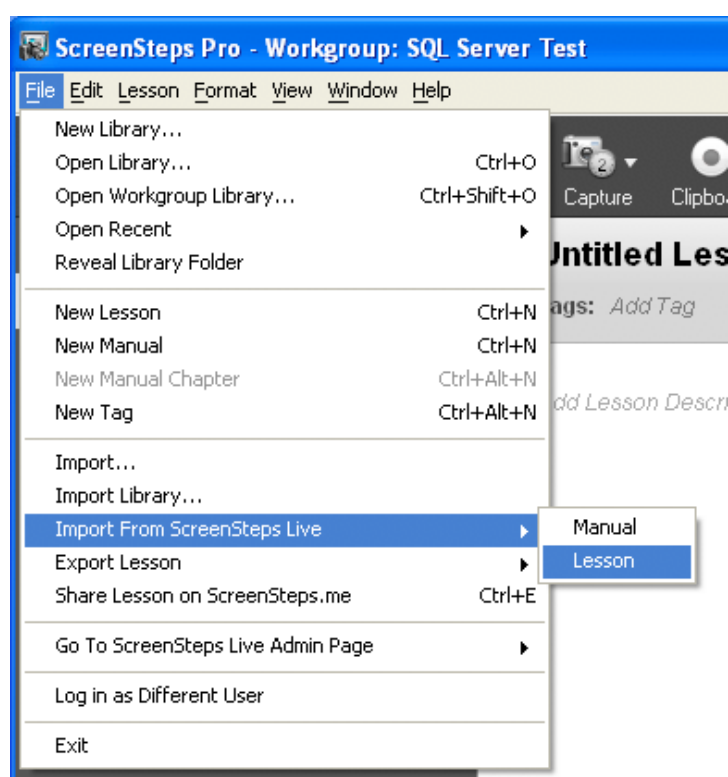 ScreenSteps Pro - Workgroup: SQL Server Test
File Edit Lesson Format View Window Help
New Library...
Open Library... Ctrl+O
Open Workgroup Library... Ctrl+Shift+O
Open Recent
Reveal Library Folder
New Lesson Ctrl+N
New Manual Ctrl+N
New Manual Chapter Ctrl+Alt+N
New Tag Ctrl+Alt+N
Import...
Import Library...
Import From ScreenSteps Live
Export Lesson
Share Lesson on ScreenSteps.me Ctrl+E
Go To ScreenSteps Live Admin Page
Log in as Different User
Exit
Manual
Lesson
2
Capture Clipboa
Untitled Les
ags: Add Tag
dd Lesson Descri